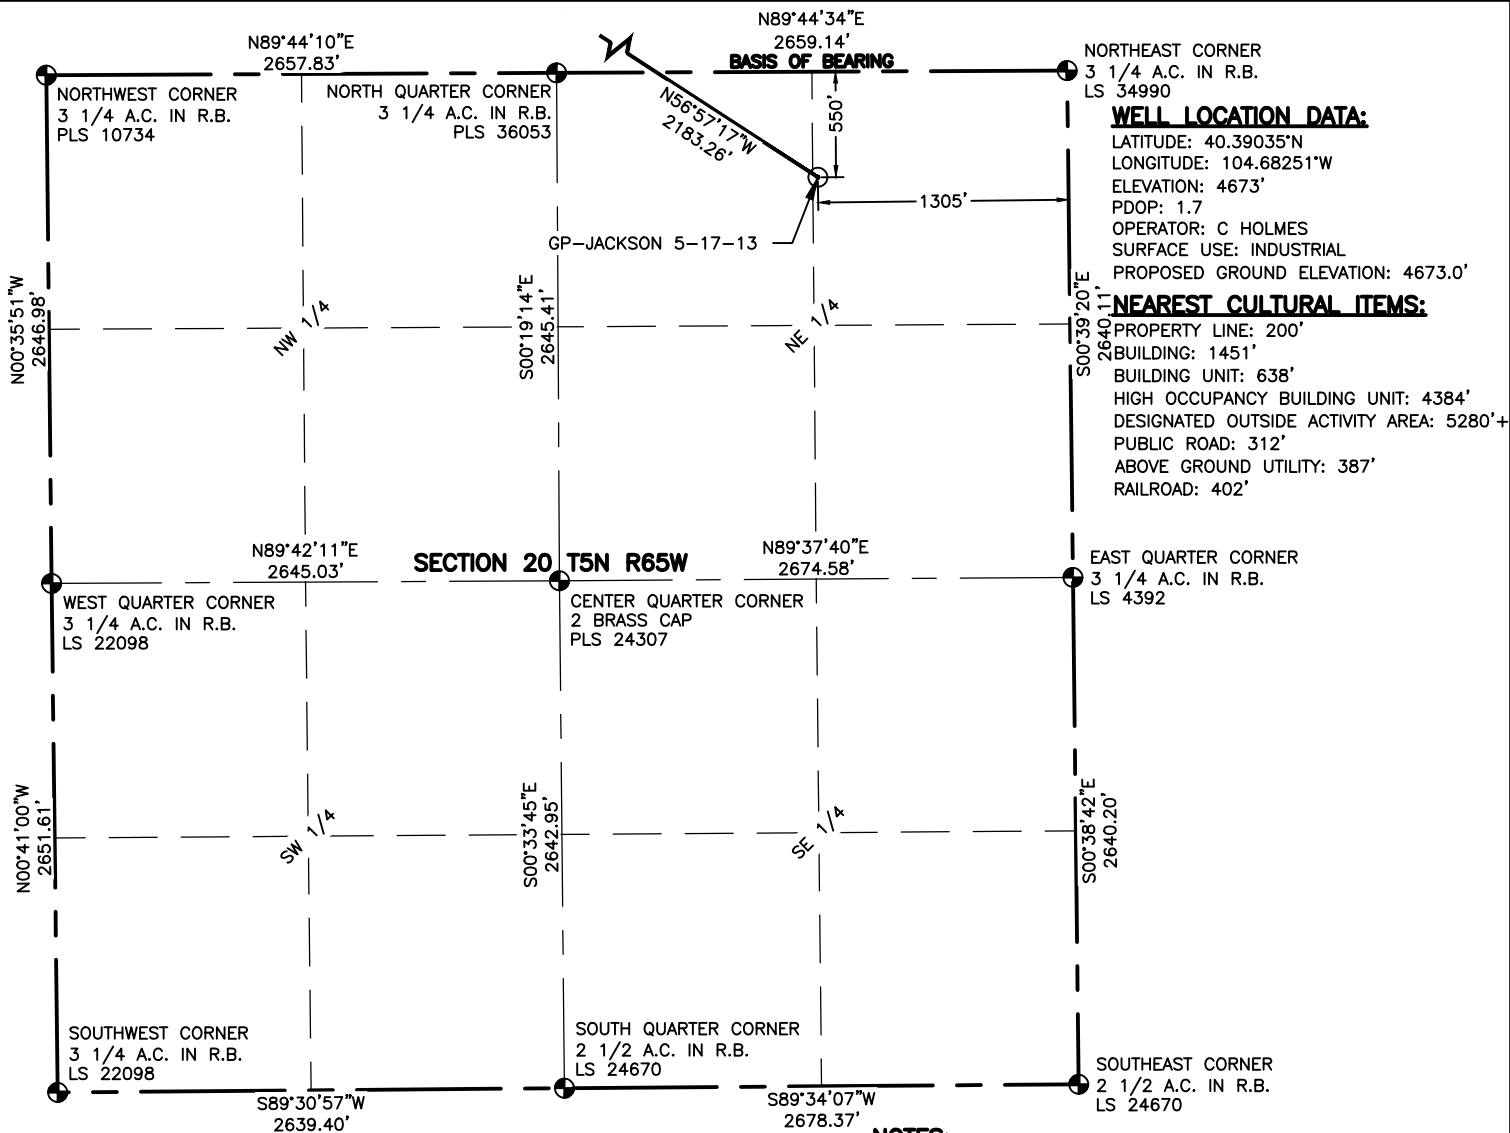 N89°44'10"E
2657.83'
N89°44'34"E
2659.14'
BASIS OF BEARING
NORTHWEST CORNER
3 1/4 A.C. IN R.B.
PLS 10734
NORTH QUARTER CORNER
3 1/4 A.C. IN R.B.
PLS 36053
NORTHEAST CORNER
3 1/4 A.C. IN R.B.
LS 34990
N56°57'17"W
2183.26'
550'
1305'
GP-JACKSON 5-17-13
WELL LOCATION DATA:
LATITUDE: 40.39035°N
LONGITUDE: 104.68251°W
ELEVATION: 4673'
PDOP: 1.7
OPERATOR: C HOLMES
SURFACE USE: INDUSTRIAL
PROPOSED GROUND ELEVATION: 4673.0'
NEAREST CULTURAL ITEMS:
PROPERTY LINE: 200'
BUILDING: 1451'
BUILDING UNIT: 638'
HIGH OCCUPANCY BUILDING UNIT: 4384'
DESIGNATED OUTSIDE ACTIVITY AREA: 5280'+
PUBLIC ROAD: 312'
ABOVE GROUND UTILITY: 387'
RAILROAD: 402'
N00°35'51"W
2646.98'
NW 1/4
S00°19'14"E
2645.41'
NE 1/4
S00°39'20"E
2640.11'
N89°42'11"E
2645.03'
SECTION 20 T5N R65W
N89°37'40"E
2674.58'
WEST QUARTER CORNER
3 1/4 A.C. IN R.B.
LS 22098
CENTER QUARTER CORNER
2 BRASS CAP
PLS 24307
EAST QUARTER CORNER
3 1/4 A.C. IN R.B.
LS 4392
N00°41'00"W
2651.61'
SW 1/4
S00°33'45"E
2642.95'
SE 1/4
S00°38'42"E
2640.20'
SOUTHWEST CORNER
3 1/4 A.C. IN R.B.
LS 22098
SOUTH QUARTER CORNER
2 1/2 A.C. IN R.B.
LS 24670
SOUTHEAST CORNER
2 1/2 A.C. IN R.B.
LS 24670
S89°30'57"W
2639.40'
S89°34'07"W
2678.37'
NOTES: